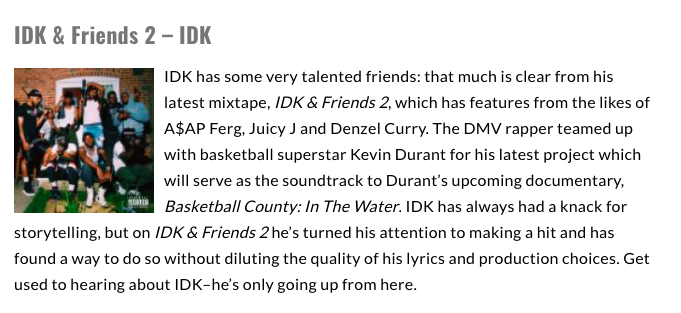 IDK & Friends 2 – IDK
IDK has some very talented friends: that much is clear from his
latest mixtape, IDK & Friends 2, which has features from the likes of
A$AP Ferg, Juicy J and Denzel Curry. The DMV rapper teamed up
with basketball superstar Kevin Durant for his latest project which
will serve as the soundtrack to Durant’s upcoming documentary,
Basketball County: In The Water. IDK has always had a knack for
storytelling, but on IDK & Friends 2 he’s turned his attention to making a hit and has
found a way to do so without diluting the quality of his lyrics and production choices. Get
used to hearing about IDK–he’s only going up from here.